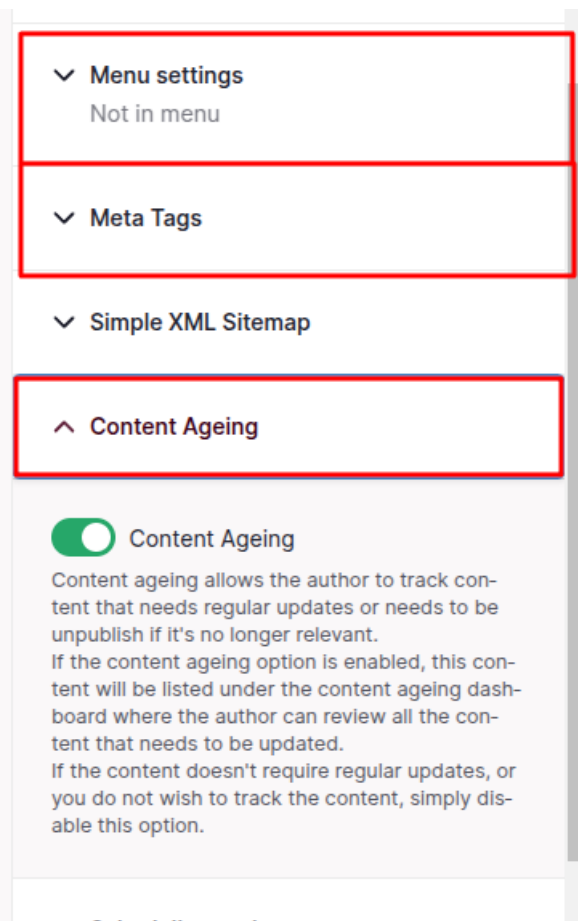 Menu settings
Not in menu
Meta Tags
Simple XML Sitemap
Content Ageing
Content Ageing
Content ageing allows the author to track con-
tent that needs regular updates or needs to be
unpublish if it's no longer relevant.
If the content ageing option is enabled, this con-
tent will be listed under the content ageing dash-
board where the author can review all the con-
tent that needs to be updated.
If the content doesn't require regular updates, or
you do not wish to track the content, simply dis-
able this option.